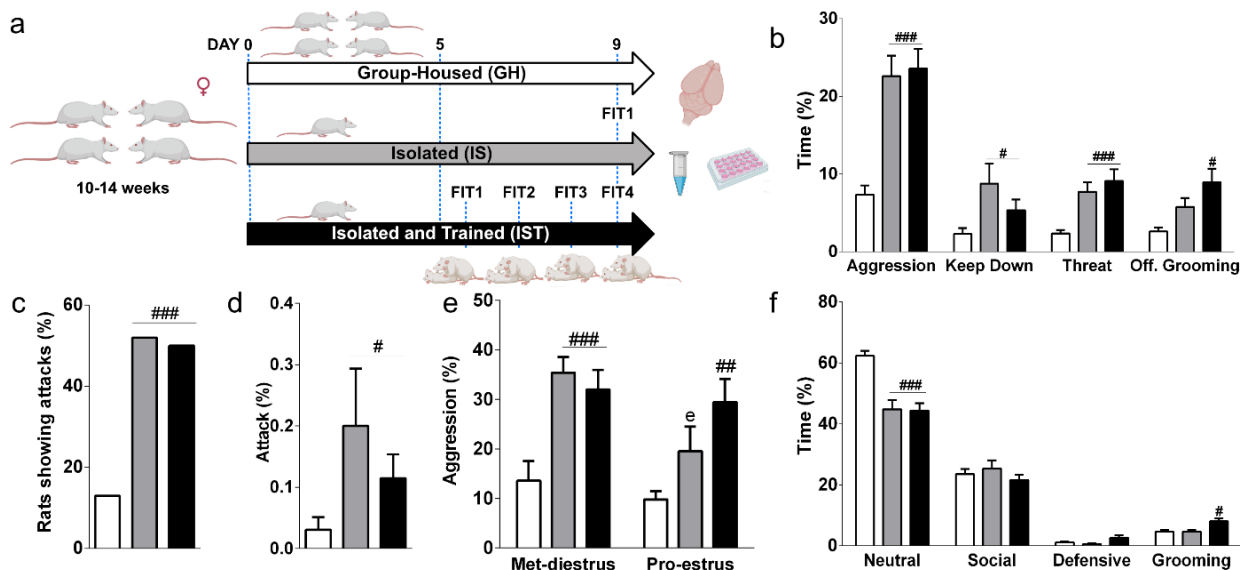 a
DAY 0 5 9
Group-Housed (GH)
♀
FIT1
Isolated (IS)
10-14 weeks
FIT1 FIT2 FIT3 FIT4
Isolated and Trained (IST)
b
Time (%)
30
20
10
0
###
#
###
#
Aggression Keep Down Threat Off. Grooming
c
Rats showing attacks (%)
60
40
20
0
###
d
Attack (%)
0.4
0.3
0.2
0.1
0.0
#
e
Aggression (%)
50
40
30
20
10
0
###
e
##
Met-diestrus Pro-estrus
f
Time (%)
80
60
40
20
0
###
#
Neutral Social Defensive Grooming